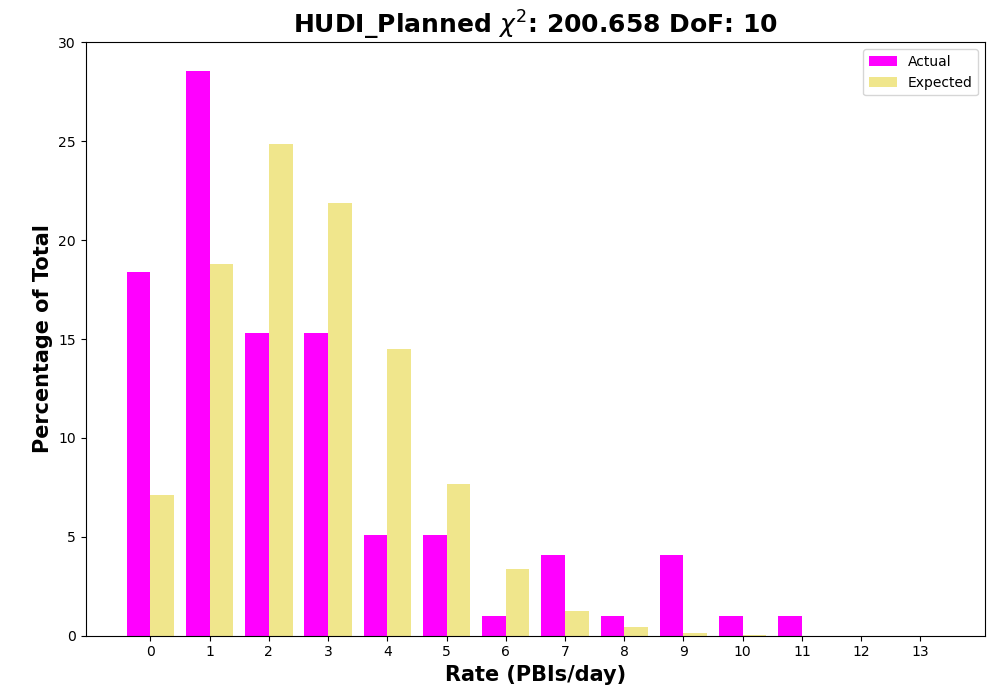 HUDI_Planned χ²: 200.658 DoF: 10
30
25
20
15
10
5
0
Percentage of Total
Actual
Expected
0 1 2 3 4 5 6 7 8 9 10 11 12 13
Rate (PBIs/day)